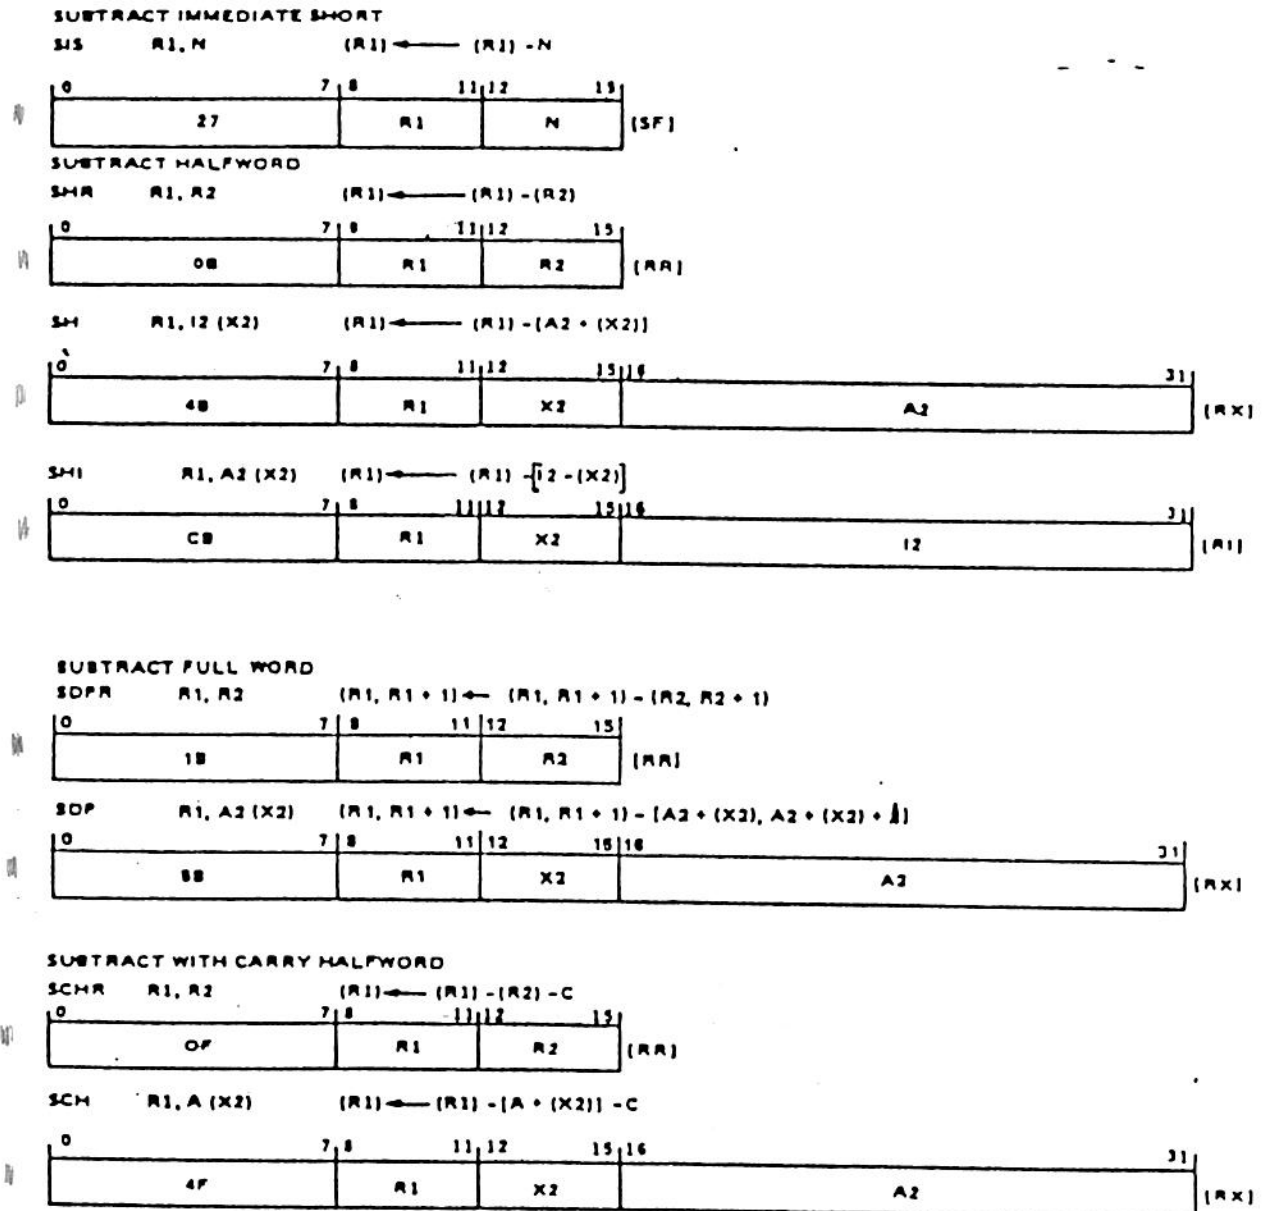 SUBTRACT IMMEDIATE SHORT
SIS R1, N (R1) ← (R1) - N
0 7 8 11 12 15
27 R1 N [SF]
SUBTRACT HALFWORD
SHR R1, R2 (R1) ← (R1) - (R2)
0 7 8 11 12 15
0B R1 R2 [RR]
SH R1, I2 (X2) (R1) ← (R1) - [A2 + (X2)]
0 7 8 11 12 15 16 31
4B R1 X2 A2 [RX]
SHI R1, A2 (X2) (R1) ← (R1) - [I2 - (X2)]
0 7 8 11 12 15 16 31
CB R1 X2 I2 [RI]
SUBTRACT FULL WORD
SDPR R1, R2 (R1, R1 + 1) ← (R1, R1 + 1) - (R2, R2 + 1)
0 7 8 11 12 15
1B R1 R2 [RR]
SDP R1, A2 (X2) (R1, R1 + 1) ← (R1, R1 + 1) - [A2 + (X2), A2 + (X2) + ]
0 7 8 11 12 15 16 31
R1 X2 A2 [RX]
SUBTRACT WITH CARRY HALFWORD
SCHR R1, R2 (R1) ← (R1) - (R2) - C
0 7 8 11 12 15
0F R1 R2 [RR]
SCH R1, A (X2) (R1) ← (R1) - [A + (X2)] - C
0 7 8 11 12 15 16 31
4F R1 X2 A2 [RX]